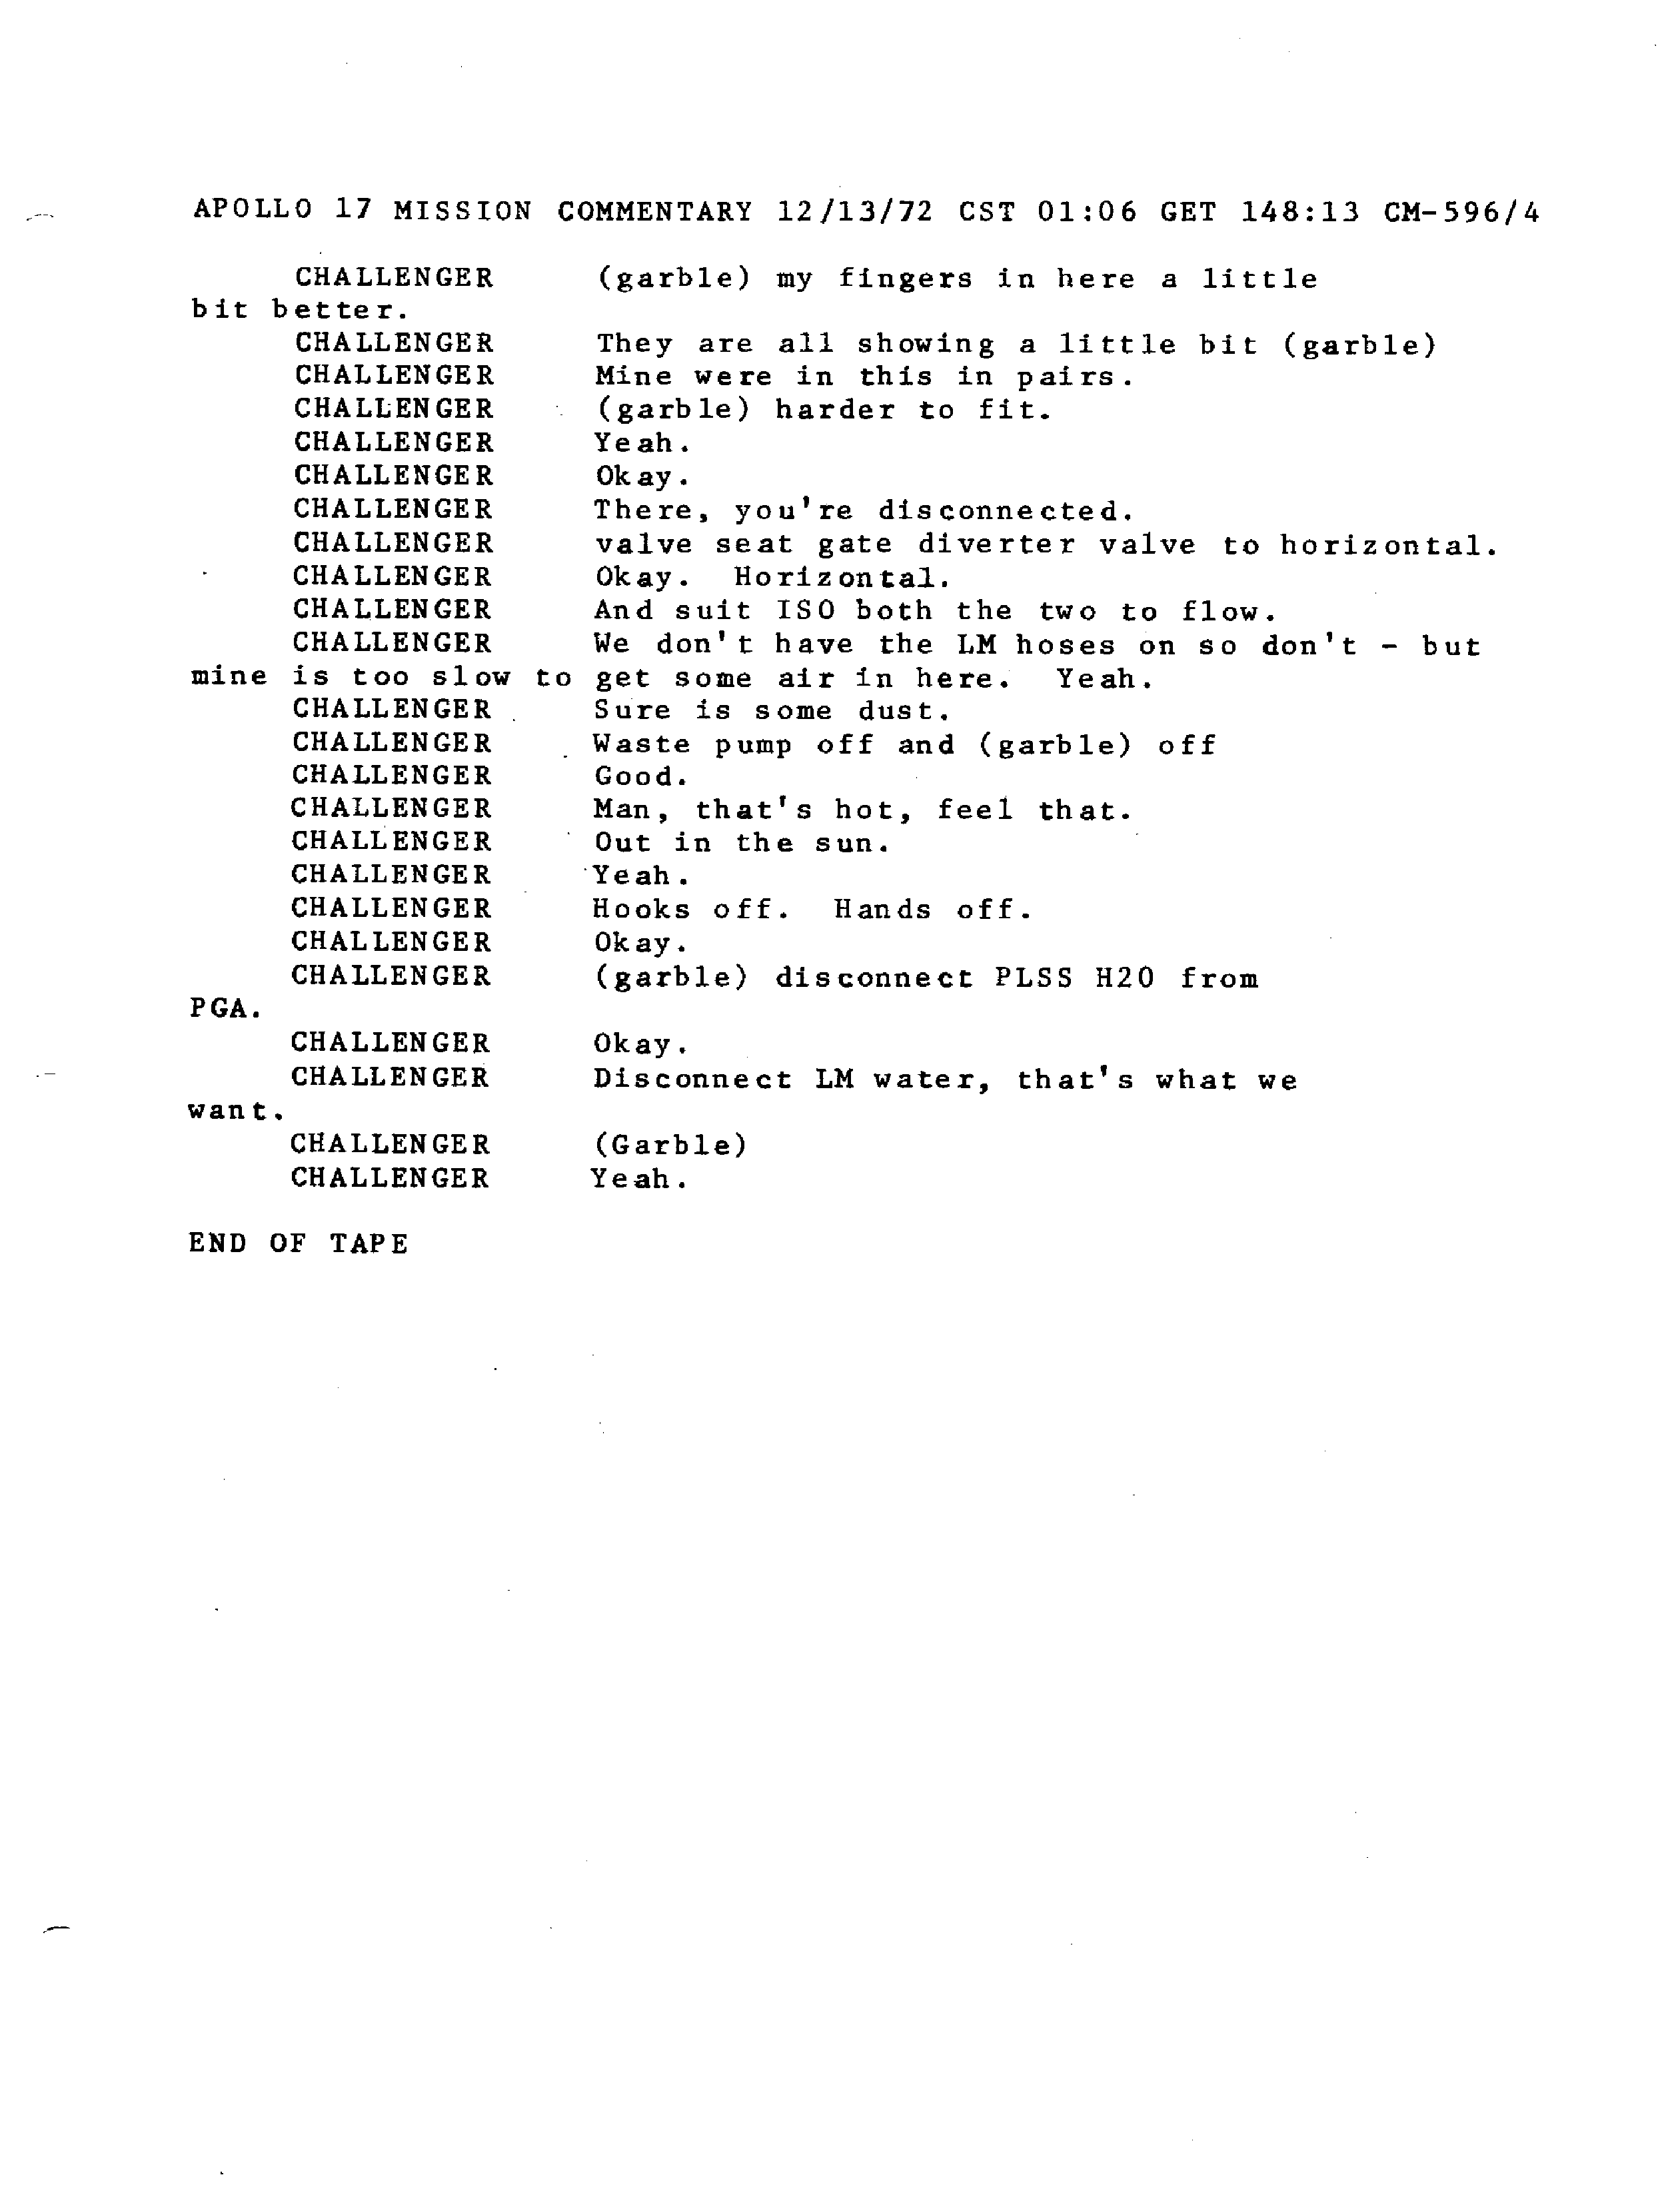 APOLLO 17 MISSION COMMENTARY 12/13/72 CST 01:06 GET 148:13 CM-596/4
CHALLENGER (garble) my fingers in here a little
bit better.
CHALLENGER They are all showing a little bit (garble)
CHALLENGER Mine were in this in pairs.
CHALLENGER (garble) harder to fit.
CHALLENGER Yeah.
CHALLENGER Okay.
CHALLENGER There, you're disconnected.
CHALLENGER valve seat gate diverter valve to horizontal.
CHALLENGER Okay. Horizontal.
CHALLENGER And suit ISO both the two to flow.
CHALLENGER We don't have the LM hoses on so don't - but
mine is too slow to get some air in here. Yeah.
CHALLENGER Sure is some dust.
CHALLENGER Waste pump off and (garble) off
CHALLENGER Good.
CHALLENGER Man, that's hot, feel that.
CHALLENGER Out in the sun.
CHALLENGER Yeah.
CHALLENGER Hooks off. Hands off.
CHALLENGER Okay.
CHALLENGER (garble) disconnect PLSS H2O from
PGA.
CHALLENGER Okay.
CHALLENGER Disconnect LM water, that's what we
want.
CHALLENGER (Garble)
CHALLENGER Yeah.
END OF TAPE